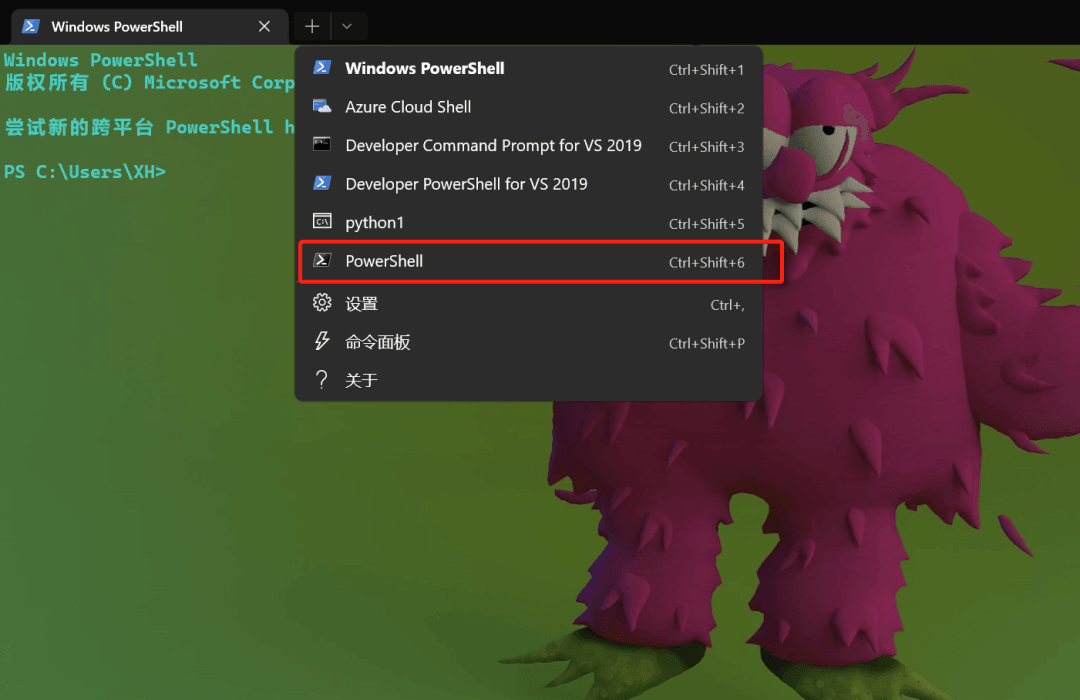 Windows PowerShell
Windows PowerShell
版权所有 (C) Microsoft Corp
尝试新的跨平台 PowerShell h
PS C:\Users\XH>
Windows PowerShell Ctrl+Shift+1
Azure Cloud Shell Ctrl+Shift+2
Developer Command Prompt for VS 2019 Ctrl+Shift+3
Developer PowerShell for VS 2019 Ctrl+Shift+4
python1 Ctrl+Shift+5
PowerShell Ctrl+Shift+6
设置 Ctrl+,
命令面板 Ctrl+Shift+P
关于